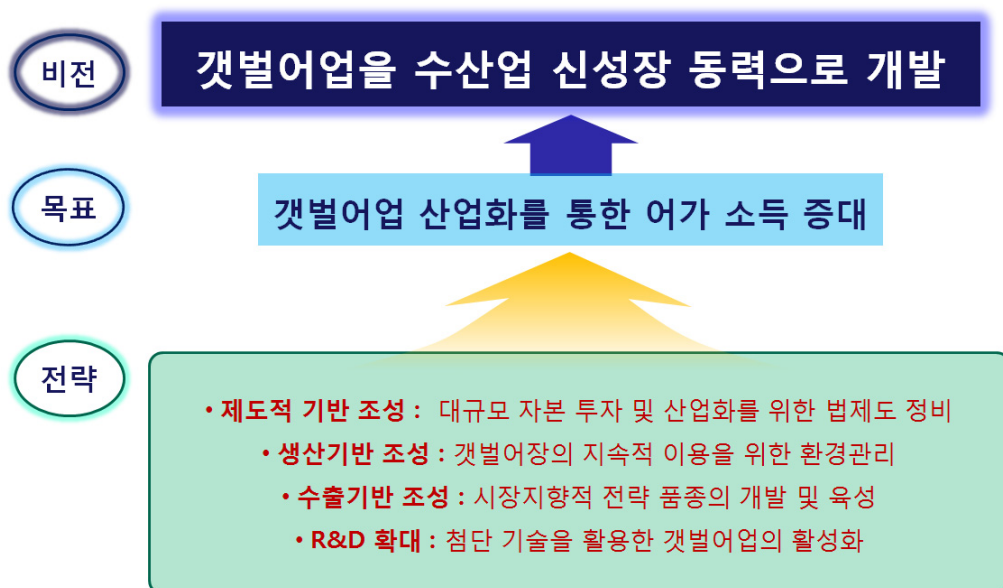 비전
갯벌어업을 수산업 신성장 동력으로 개발
목표
갯벌어업 산업화를 통한 어가 소득 증대
전략
• 제도적 기반 조성 : 대규모 자본 투자 및 산업화를 위한 법제도 정비
• 생산기반 조성 : 갯벌어장의 지속적 이용을 위한 환경관리
• 수출기반 조성 : 시장지향적 전략 품종의 개발 및 육성
• R&D 확대 : 첨단 기술을 활용한 갯벌어업의 활성화